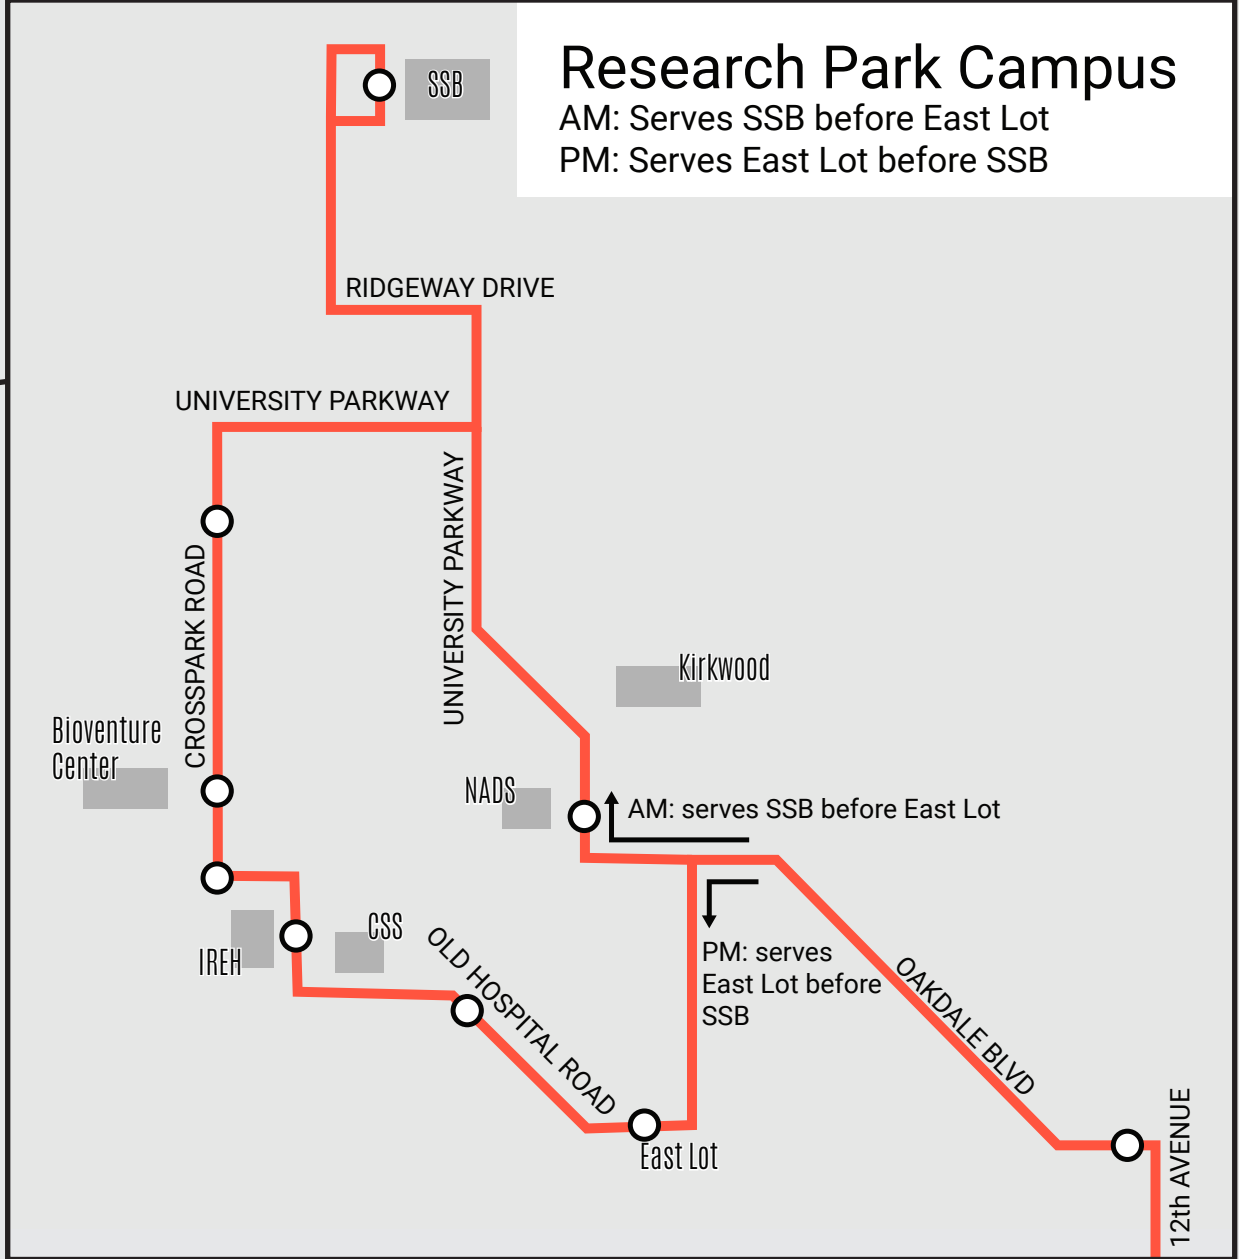 Research Park Campus
AM: Serves SSB before East Lot
PM: Serves East Lot before SSB
SSB
RIDGEWAY DRIVE
UNIVERSITY PARKWAY
UNIVERSITY PARKWAY
CROSSPARK ROAD
Kirkwood
Bioventure
Center
NADS
AM: serves SSB before East Lot
CSS
IREH
OLD HOSPITAL ROAD
PM: serves
East Lot before
SSB
OAKDALE BLVD
East Lot
12th AVENUE